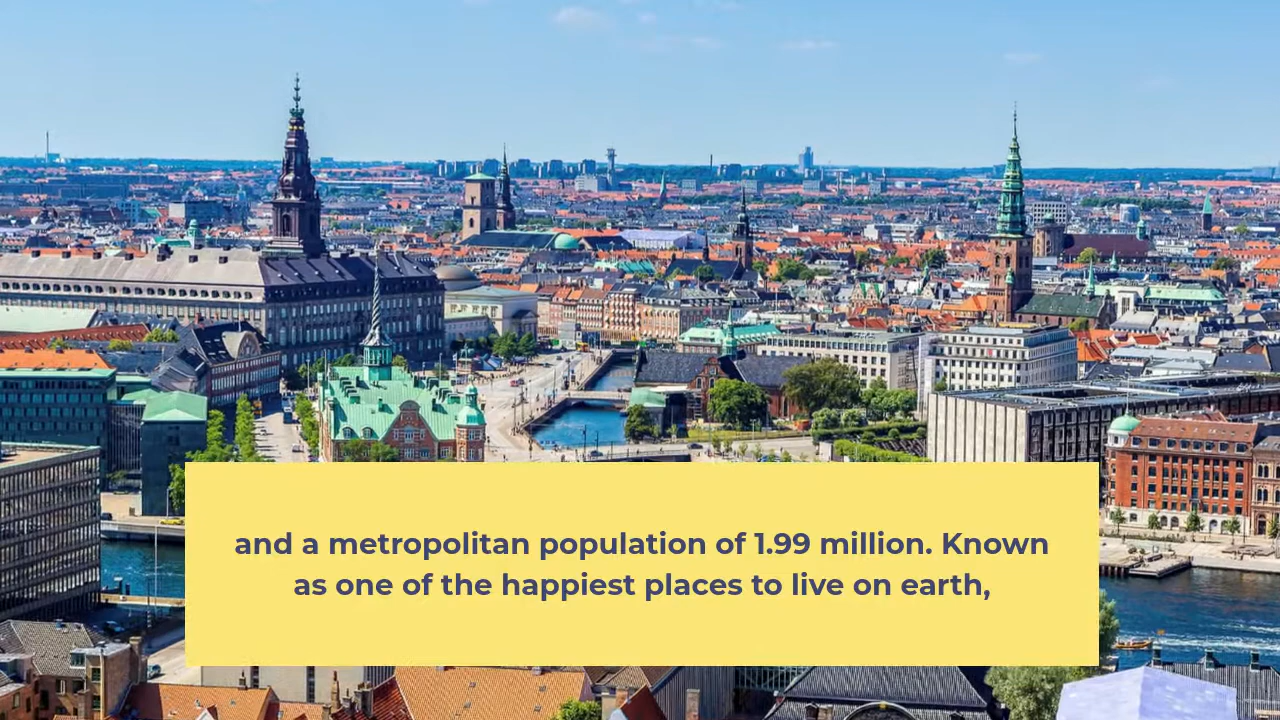 and a metropolitan population of 1.99 million. Known
as one of the happiest places to live on earth,